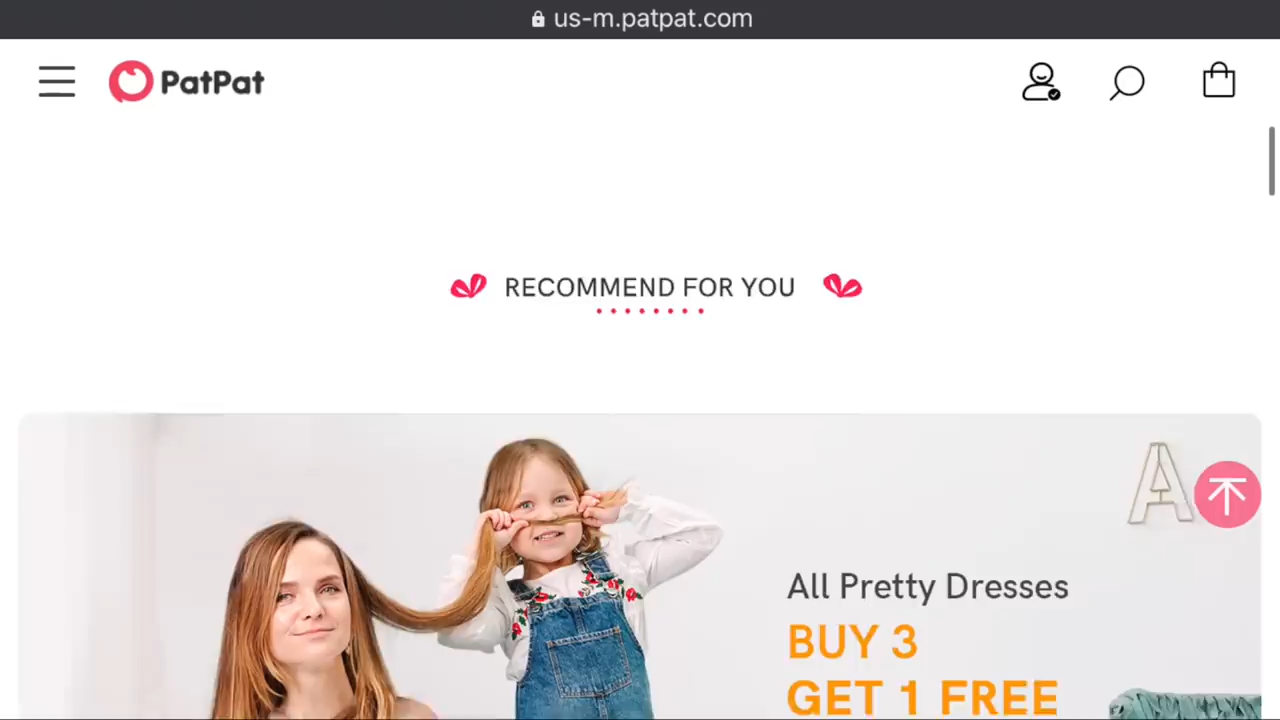 us-m.patpat.com
PatPat
RECOMMEND FOR YOU
A
All Pretty Dresses
BUY 3
GET 1 FREE